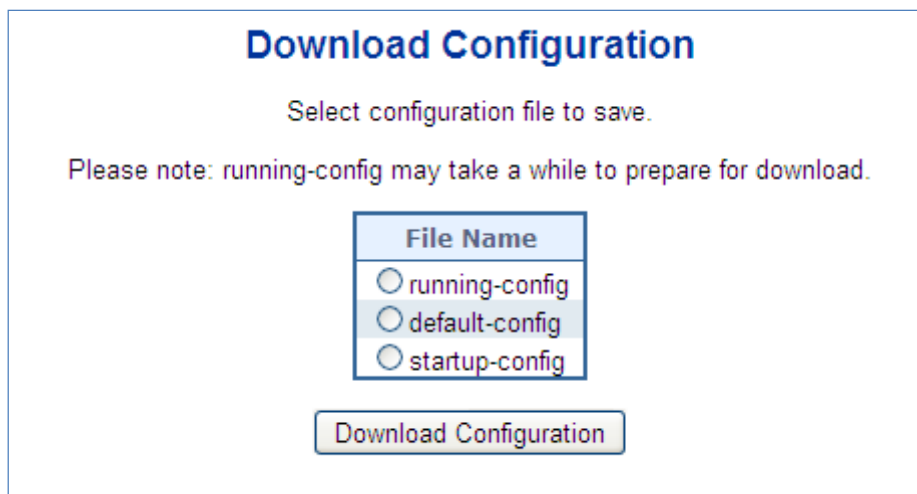 Download Configuration
Select configuration file to save.
Please note: running-config may take a while to prepare for download.
File Name
running-config
default-config
startup-config
Download Configuration